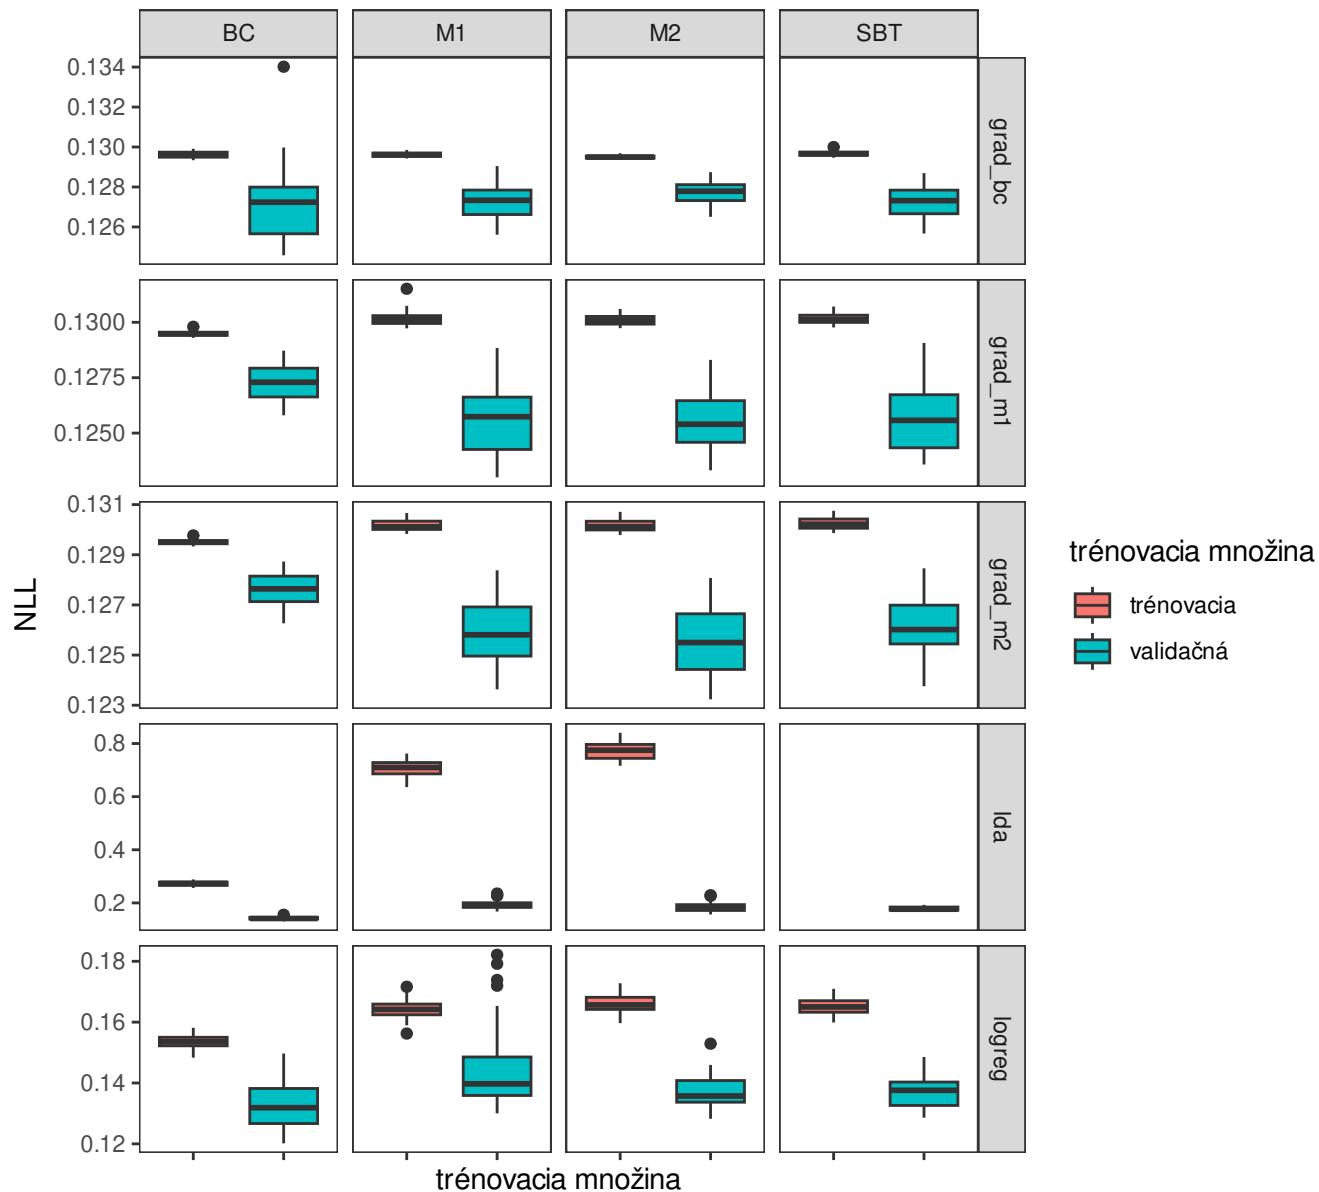 BC M1 M2 SBT
0.134
0.132
0.130
0.128
0.126
grad_bc
0.1300
0.1275
0.1250
grad_m1
0.131
0.129
0.127
0.125
0.123
grad_m2
0.8
0.6
0.4
0.2
lda
0.18
0.16
0.14
0.12
logreg
NLL
trénovacia množina
trénovacia množina
trénovacia
validačná